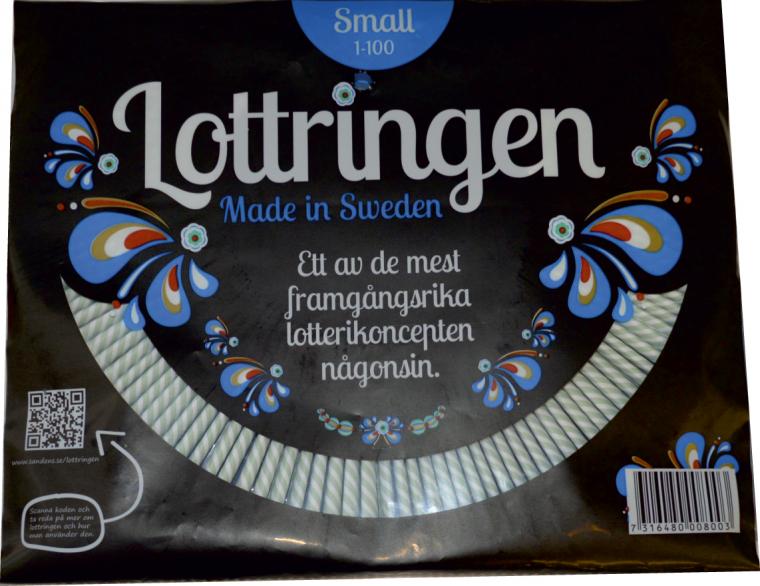 Small
1-100
Lottringen
Made in Sweden
Ett av de mest
framgångsrika
lotterikoncepten
någonsin.
www.sandens.se/lottringen
Scanna koden och
ta reda på mer om
lottringen och hur
man använder den.
7 316480 008003